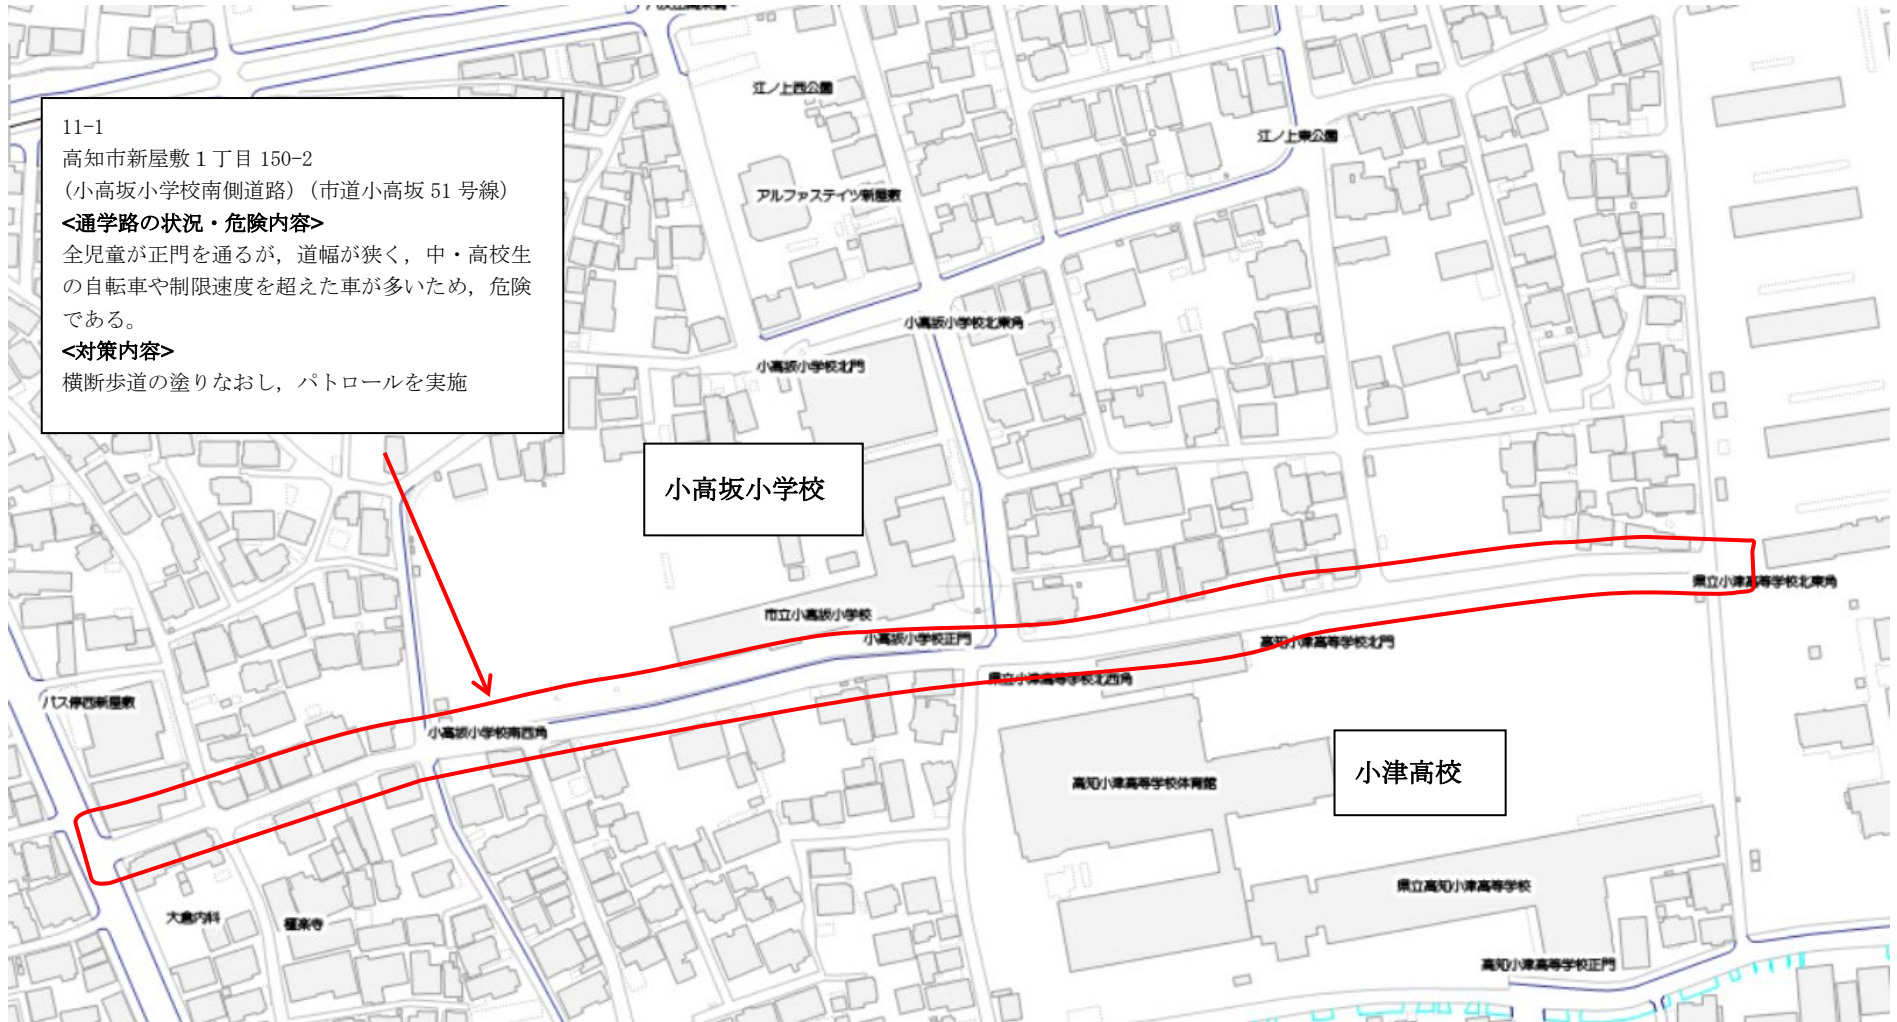 江ノ上西公園
江ノ上東公園
11-1
高知市新屋敷１丁目 150-2
(小高坂小学校南側道路) (市道小高坂 51 号線)
<通学路の状況・危険内容>
全児童が正門を通るが，道幅が狭く，中・高校生
の自転車や制限速度を超えた車が多いため，危険
である。
<対策内容>
横断歩道の塗りなおし，パトロールを実施
アルファステイツ新屋敷
小高坂小学校北東角
小高坂小学校北門
小高坂小学校
県立小津高等学校北東角
市立小高坂小学校
小高坂小学校正門
高知小津高等学校北門
県立小津高等学校北西角
バス停西新屋敷
小高坂小学校南西角
小津高校
高知小津高等学校体育館
県立高知小津高等学校
大倉内科
極楽寺
高知小津高等学校正門